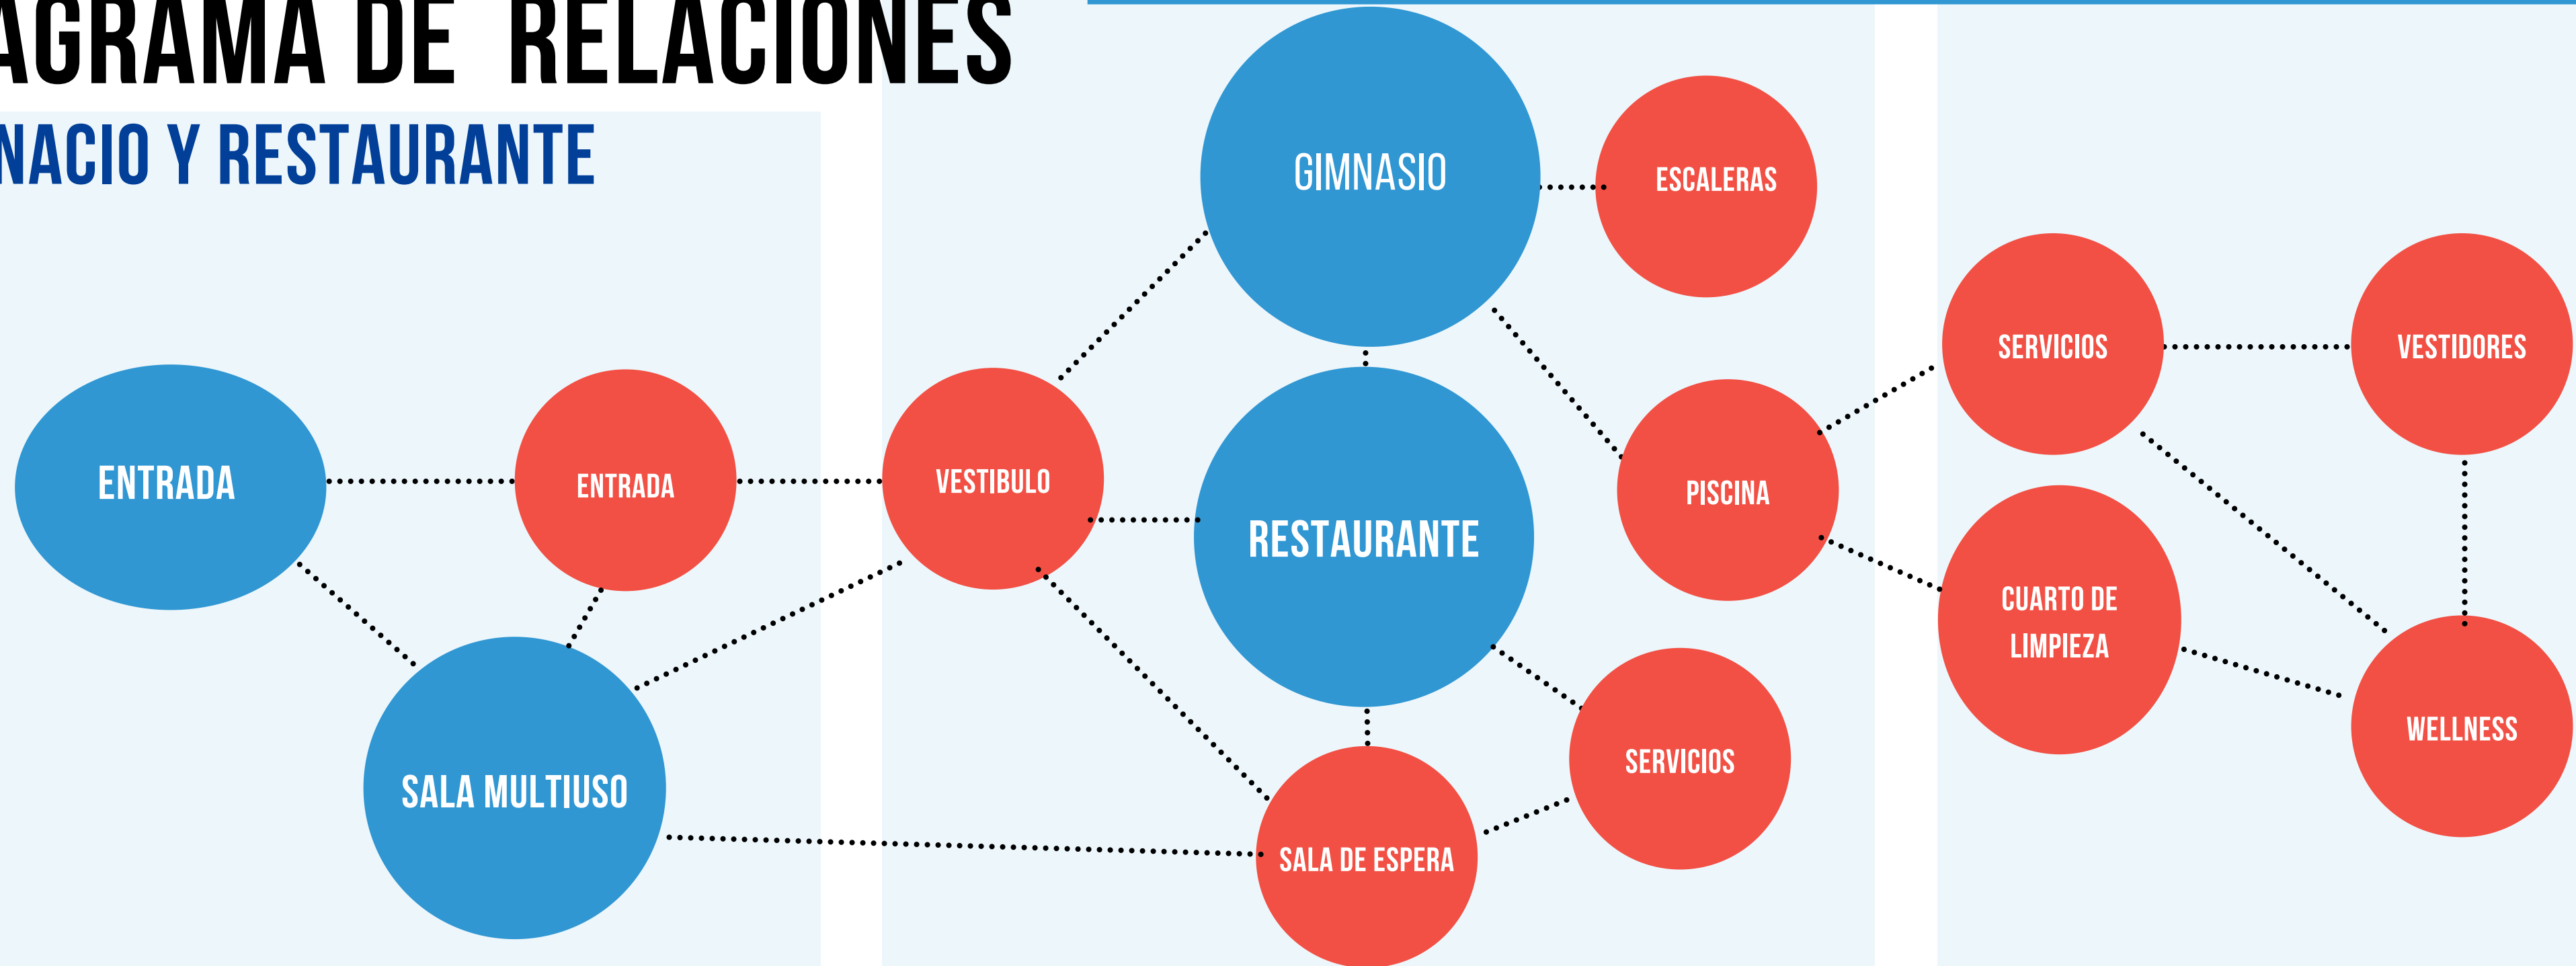 AGRAMA DE RELACIONES
NACIO Y RESTAURANTE
GIMNASIO
ESCALERAS
SERVICIOS
VESTIDORES
ENTRADA
ENTRADA
VESTIBULO
RESTAURANTE
PISCINA
CUARTO DE
LIMPIEZA
SALA MULTIUSO
SERVICIOS
WELLNESS
SALA DE ESPERA